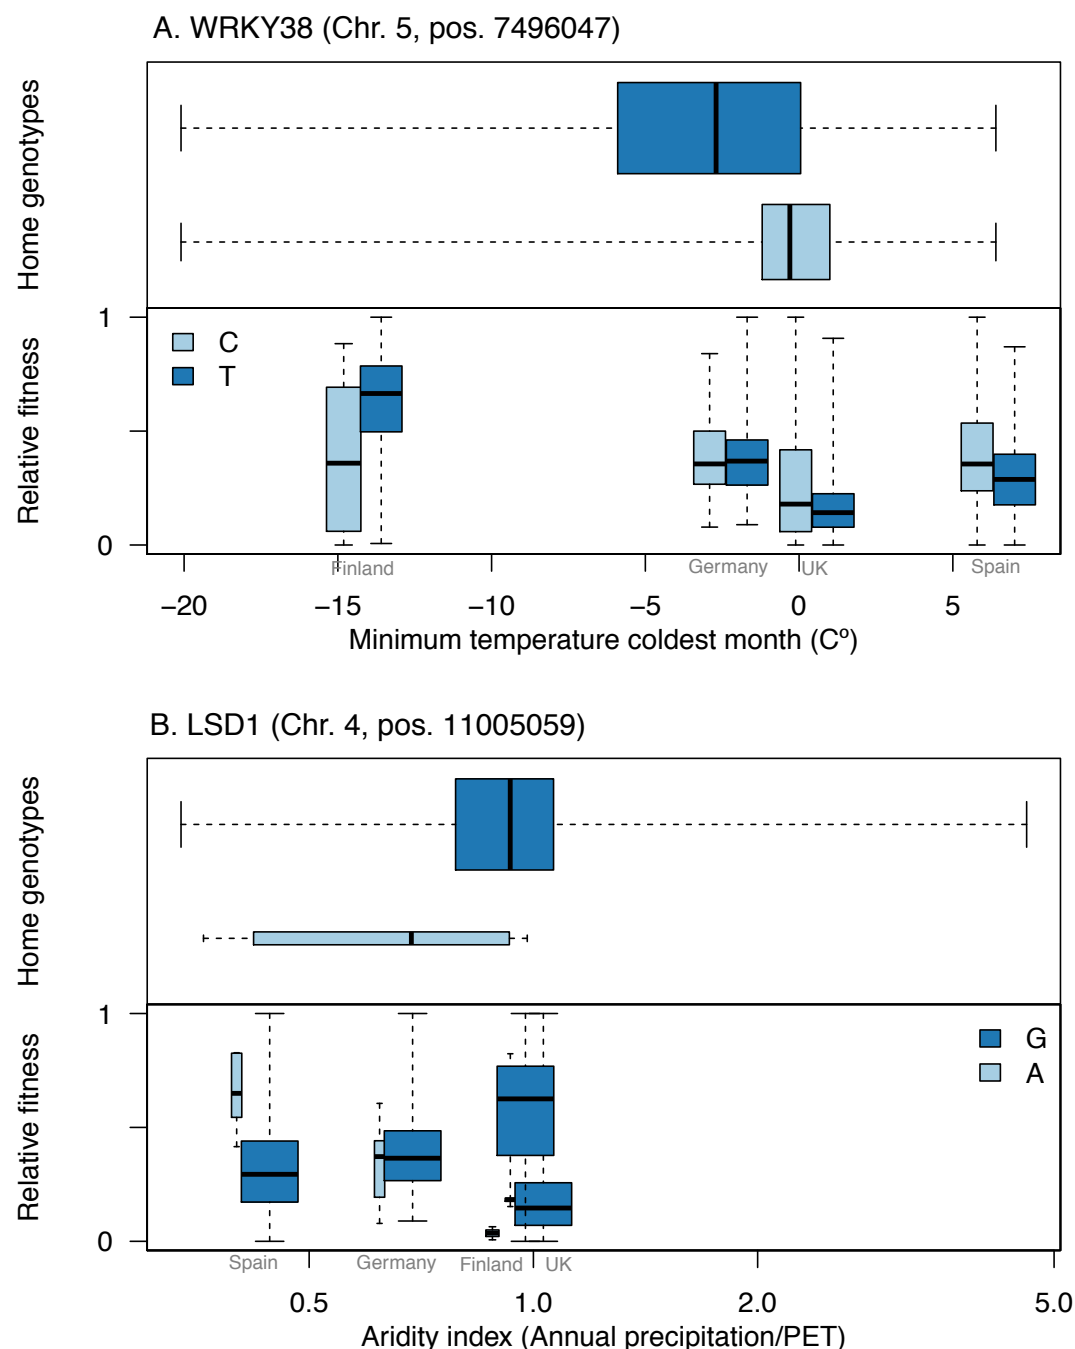 A. WRKY38 (Chr. 5, pos. 7496047)
Home genotypes
Relative fitness
1
0
C
T
Finland
Germany
UK
Spain
−20
−15
−10
−5
0
5
Minimum temperature coldest month (Cº)
B. LSD1 (Chr. 4, pos. 11005059)
Home genotypes
Relative fitness
1
0
G
A
Spain
Germany
Finland
UK
0.5
1.0
2.0
5.0
Aridity index (Annual precipitation/PET)